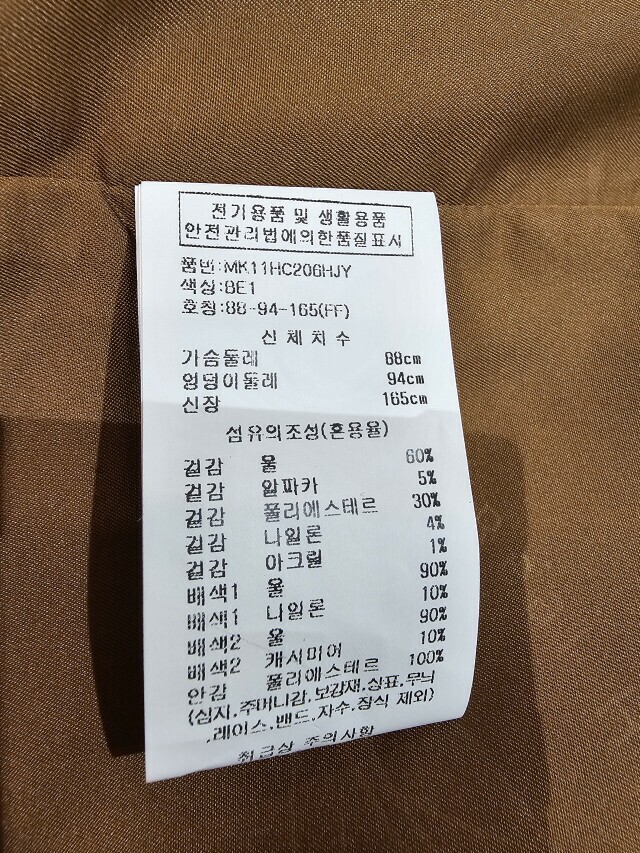 전기용품 및 생활용품
안전관리법에의한품질표시
품번:MK11HC206HJY
색상:BE1
호칭:88-94-165(FF)
신체치수
가슴둘레 88cm
엉덩이둘레 94cm
신장 165cm
섬유의조성(혼용율)
겉감 울 60%
겉감 알파카 5%
겉감 폴리에스테르 30%
겉감 나일론 4%
겉감 아크릴 1%
배색1 울 90%
배색1 나일론 10%
배색2 울 90%
배색2 캐시미어 10%
안감 폴리에스테르 100%
(심지,주머니감,보강재,상표,무늬
,레이스,밴드,자수,장식 제외)
취급상 주의사항